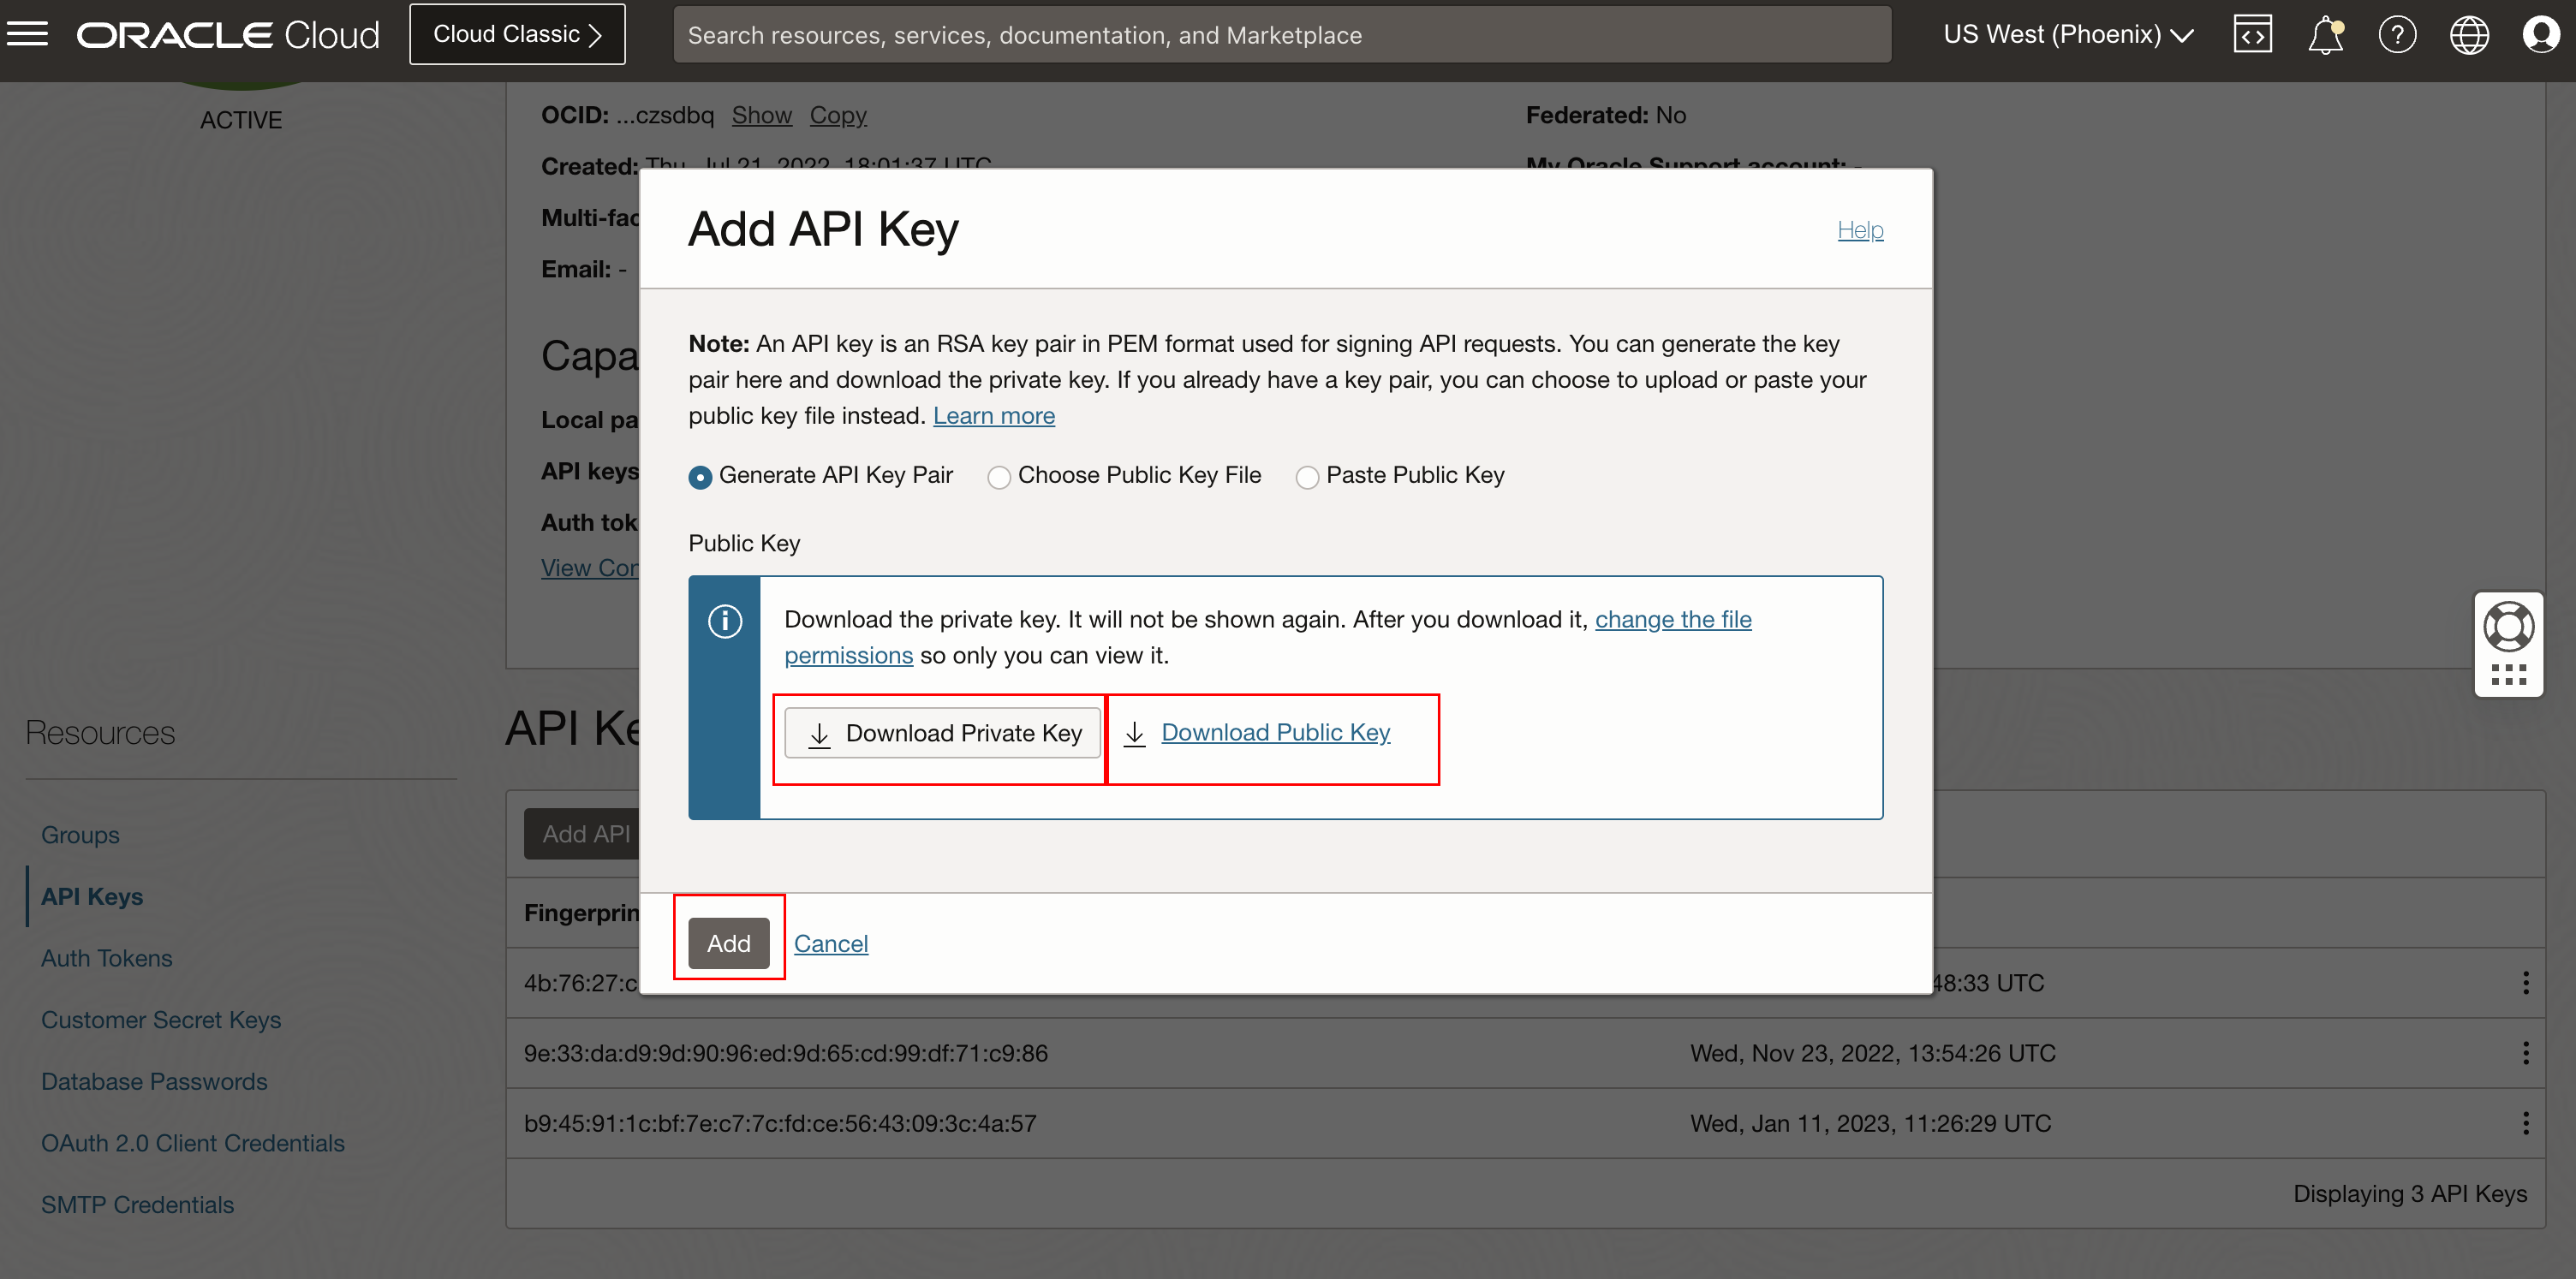 ORACLE Cloud
Cloud Classic
Search resources, services, documentation, and Marketplace
US West (Phoenix)
ACTIVE
OCID: ...czsdbq Show Copy
Federated: No
Created: Thu, Jul 21, 2022, 18:01:37 UTC
My Oracle Support account: -
Multi-fac
Email: -
Capa
Local pa
API keys
Auth tok
View Con
Add API Key
Help
Note: An API key is an RSA key pair in PEM format used for signing API requests. You can generate the key
pair here and download the private key. If you already have a key pair, you can choose to upload or paste your
public key file instead. Learn more
Generate API Key Pair
Choose Public Key File
Paste Public Key
Public Key
Download the private key. It will not be shown again. After you download it, change the file
permissions so only you can view it.
Download Private Key
Download Public Key
Add
Cancel
Resources
Groups
API Keys
Auth Tokens
Customer Secret Keys
Database Passwords
OAuth 2.0 Client Credentials
SMTP Credentials
API Ke
Add API
Fingerprin
4b:76:27:c
48:33 UTC
9e:33:da:d9:9d:90:96:ed:9d:65:cd:99:df:71:c9:86
Wed, Nov 23, 2022, 13:54:26 UTC
b9:45:91:1c:bf:7e:c7:7c:fd:ce:56:43:09:3c:4a:57
Wed, Jan 11, 2023, 11:26:29 UTC
Displaying 3 API Keys